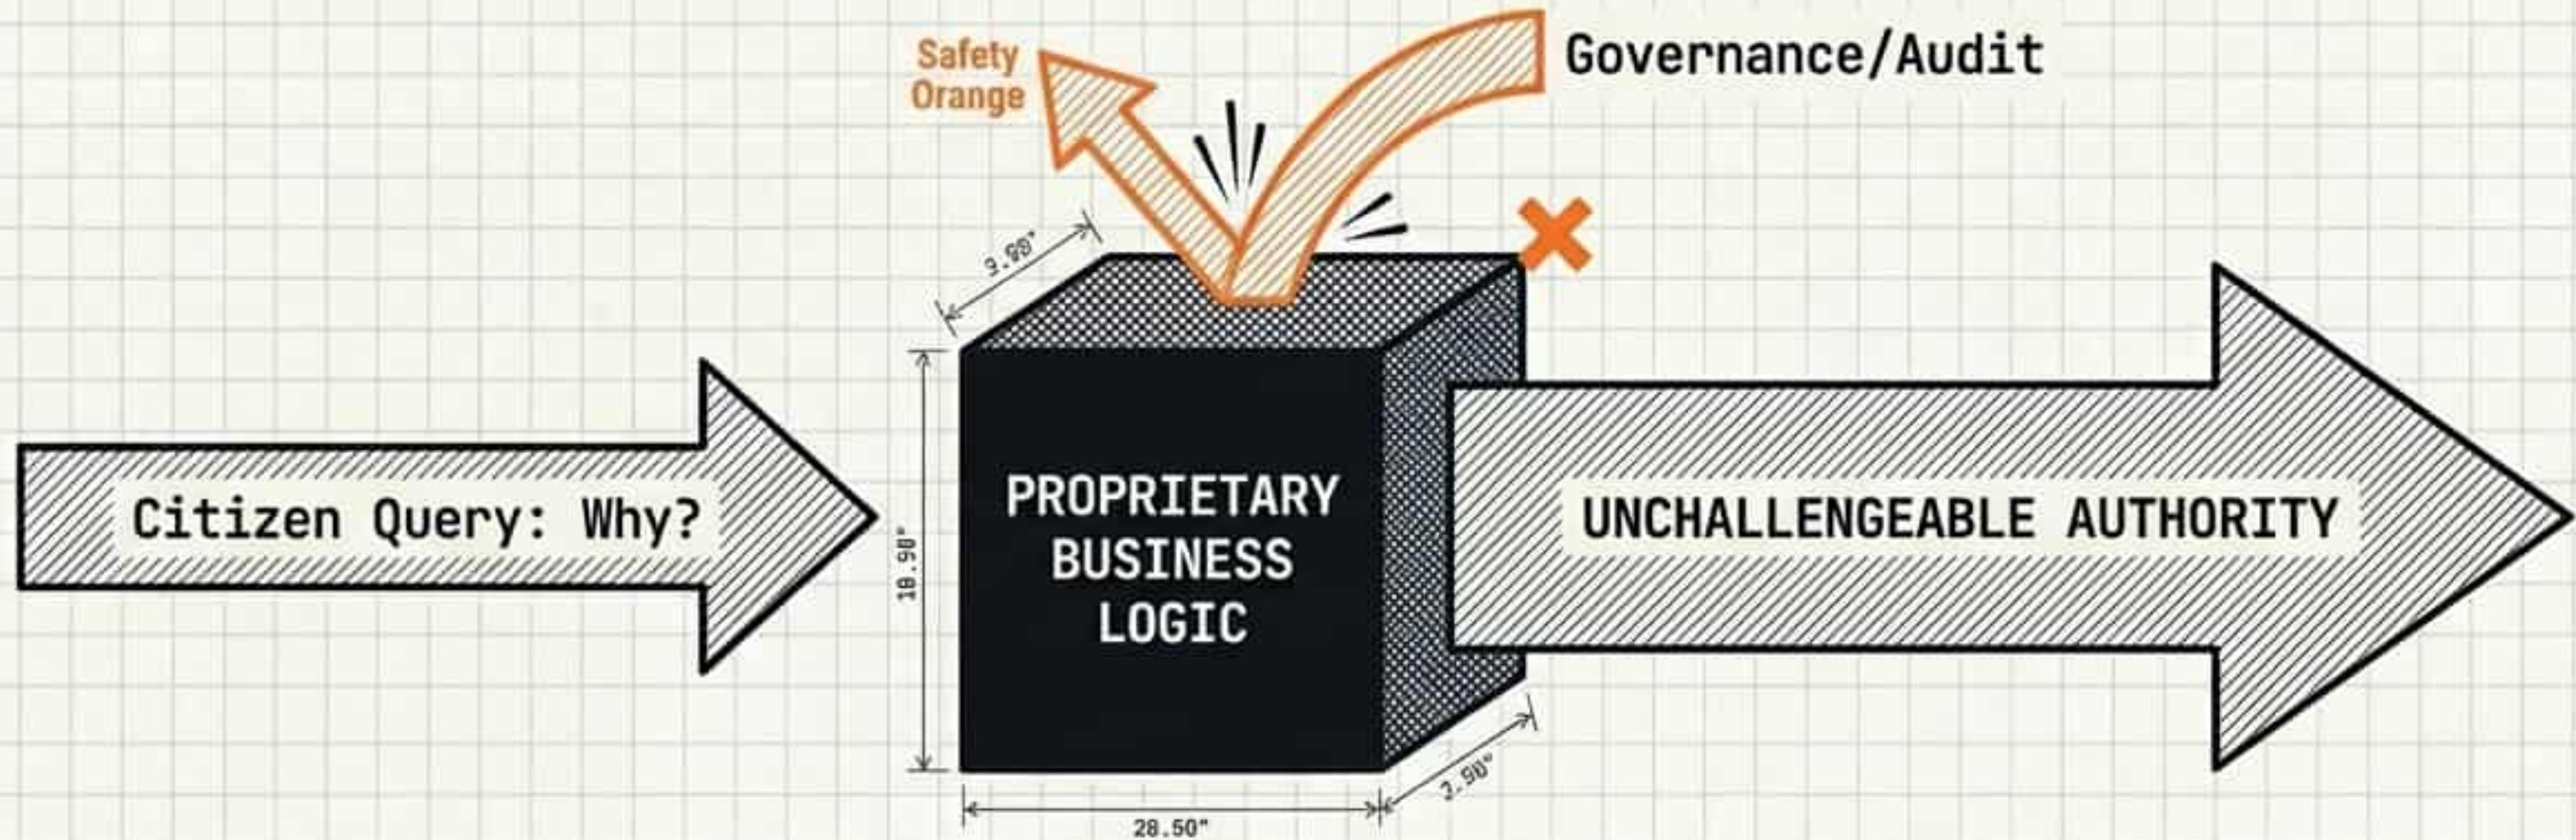 Safety
Orange
Governance/Audit
Citizen Query: Why?
PROPRIETARY
BUSINESS
LOGIC
UNCHALLENGEABLE AUTHORITY
28.50"